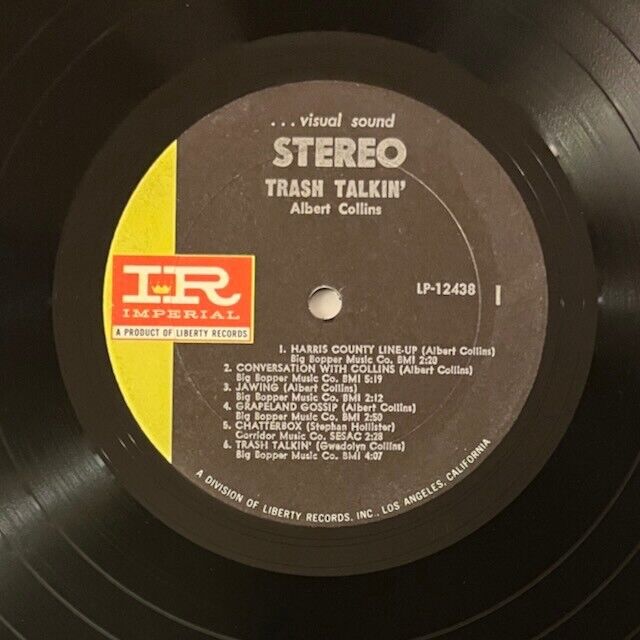 ...visual sound
STEREO
TRASH TALKIN'
Albert Collins
IR
IMPERIAL
A PRODUCT OF LIBERTY RECORDS
LP-12438
1
1. HARRIS COUNTY LINE-UP (Albert Collins)
Big Bopper Music Co. BMI 2:20
2. CONVERSATION WITH COLLINS (Albert Collins)
Big Bopper Music Co. BMI 5:19
3. JAWING (Albert Collins)
Big Bopper Music Co. BMI 2:12
4. GRAPELAND GOSSIP (Albert Collins)
Big Bopper Music Co. BMI 2:50
5. CHATTERBOX (Stephan Hollister)
Corridor Music Co. SESAC 2:28
6. TRASH TALKIN' (Gwadolyn Collins)
Big Bopper Music Co. BMI 4:07
A DIVISION OF LIBERTY RECORDS, INC., LOS ANGELES, CALIFORNIA